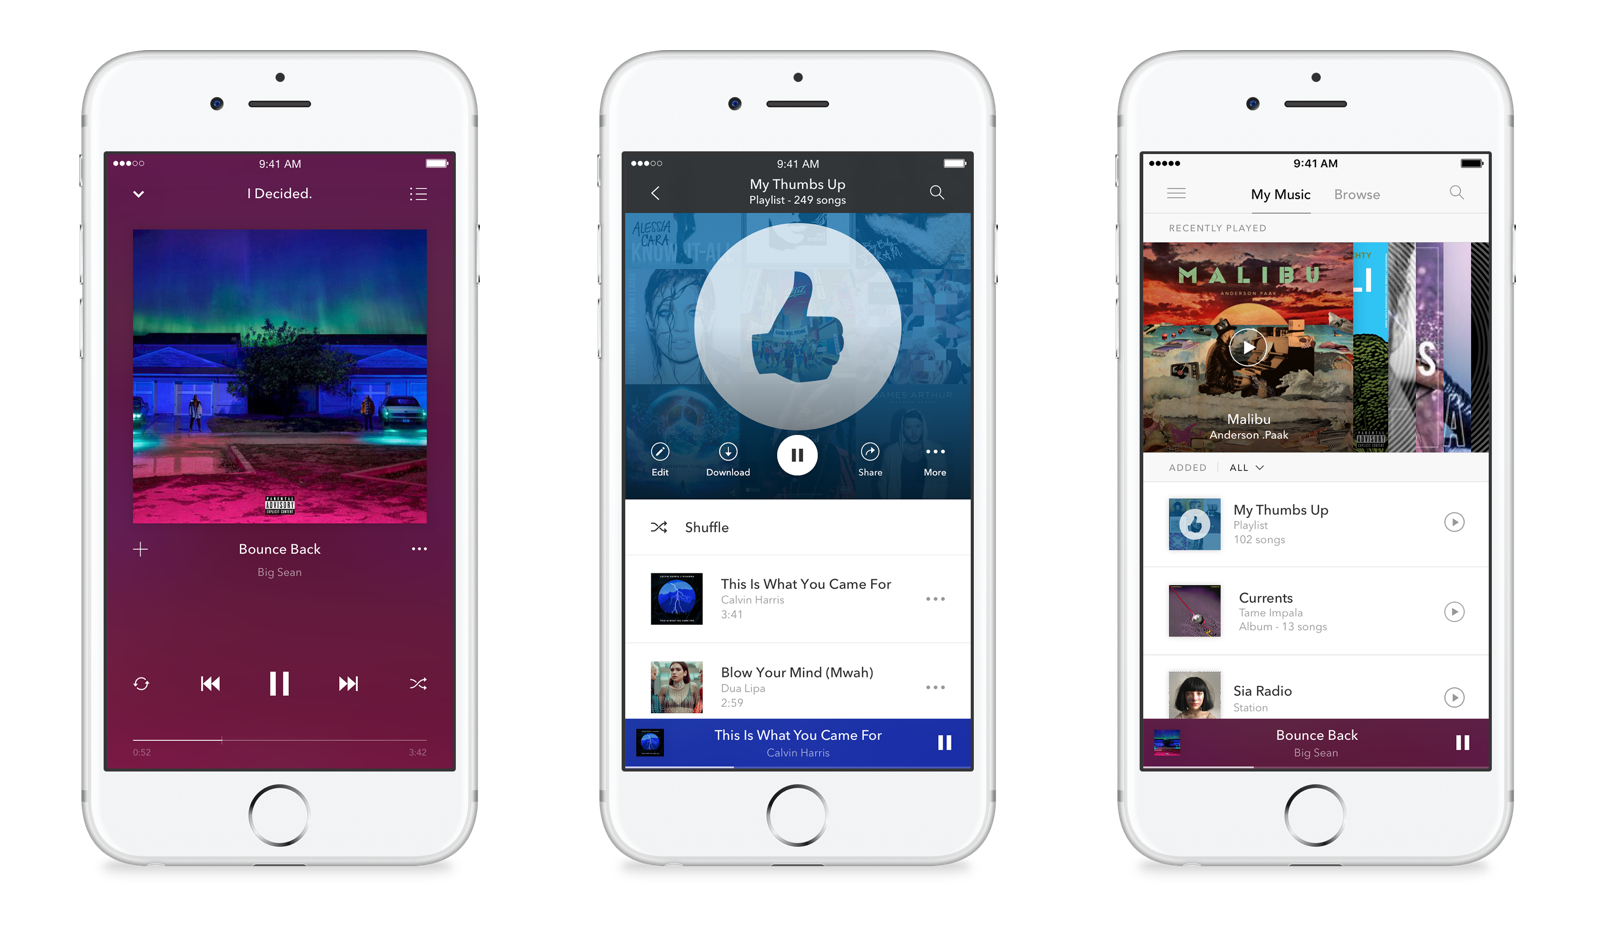 9:41 AM
I Decided.
PARENTAL
ADVISORY
EXPLICIT CONTENT
Bounce Back
Big Sean
0:52
3:42
9:41 AM
My Thumbs Up
Playlist - 249 songs
ALESSIA
CARA
KNOW-IT-ALL
JAMES ARTHUR
Edit
Download
Share
More
Shuffle
This Is What You Came For
Calvin Harris
3:41
Blow Your Mind (Mwah)
Dua Lipa
2:59
This Is What You Came For
Calvin Harris
9:41 AM
My Music
Browse
RECENTLY PLAYED
MALIBU
ANDERSON PAAK
Malibu
Anderson .Paak
ADDED
ALL
My Thumbs Up
Playlist
102 songs
Currents
Tame Impala
Album - 13 songs
Sia Radio
Station
Bounce Back
Big Sean